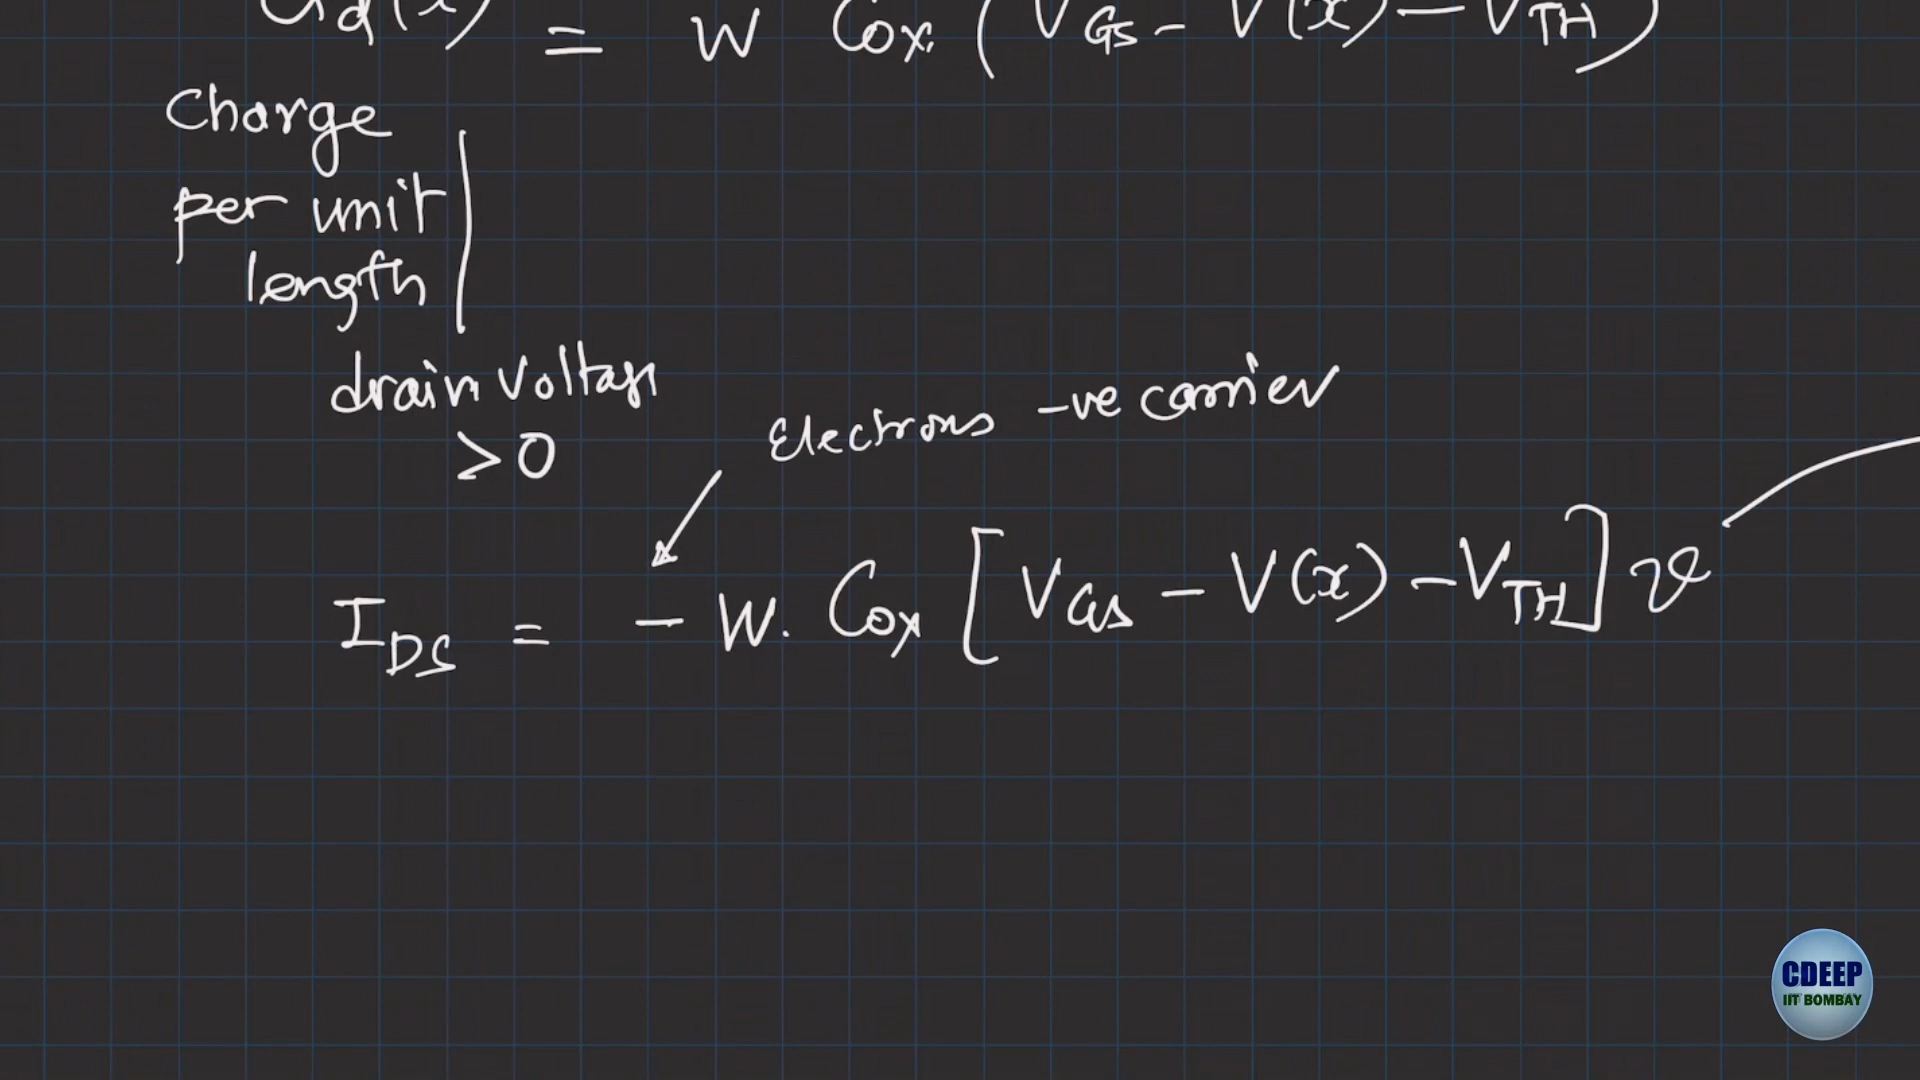 Qd(x) = W Cox. (VGS - V(x) - VTH)
Charge
per unit
length
drain voltage
> 0
Electrons -ve carrier
IDS = - W. Cox [VGS - V(x) - VTH] v
CDEEP
IIT BOMBAY